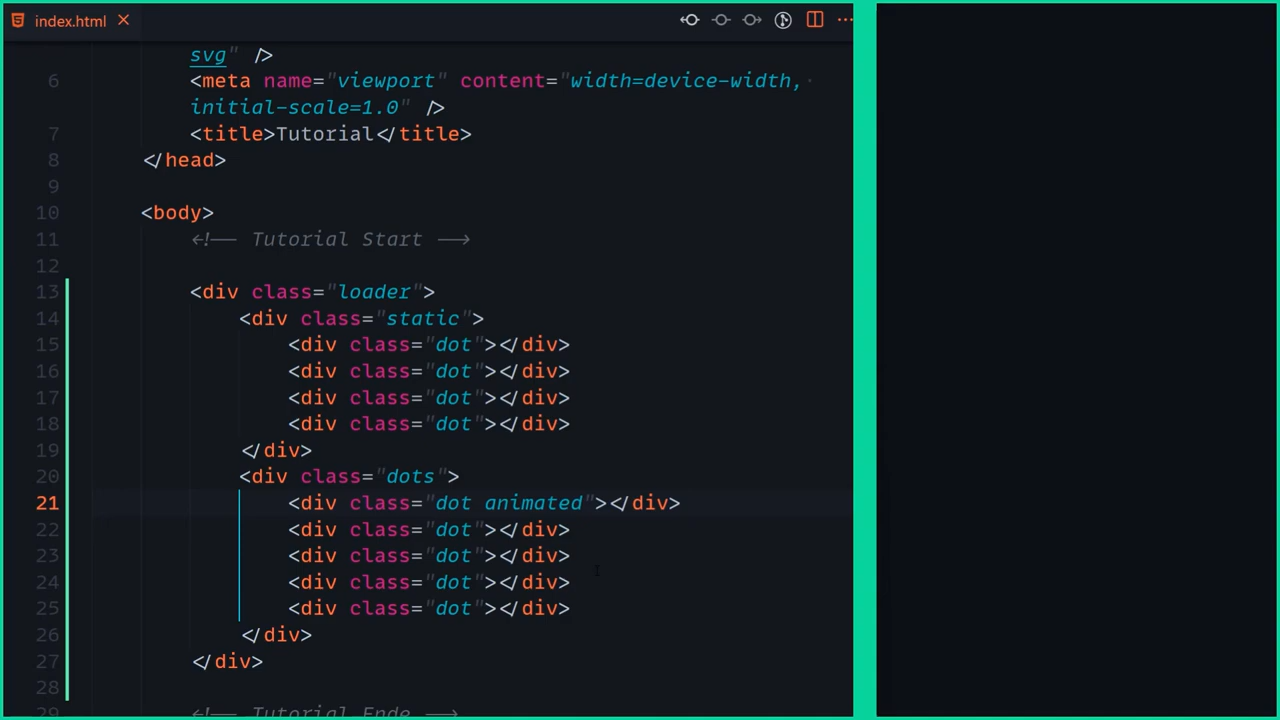 index.html
svg" />
6 <meta name="viewport" content="width=device-width,
initial-scale=1.0" />
7 <title>Tutorial</title>
8 </head>
9
10 <body>
11 <!-- Tutorial Start -->
12
13 <div class="loader">
14 <div class="static">
15 <div class="dot"></div>
16 <div class="dot"></div>
17 <div class="dot"></div>
18 <div class="dot"></div>
19 </div>
20 <div class="dots">
21 <div class="dot animated"></div>
22 <div class="dot"></div>
23 <div class="dot"></div>
24 <div class="dot"></div>
25 <div class="dot"></div>
26 </div>
27 </div>
28
29 <!-- Tutorial Ende -->